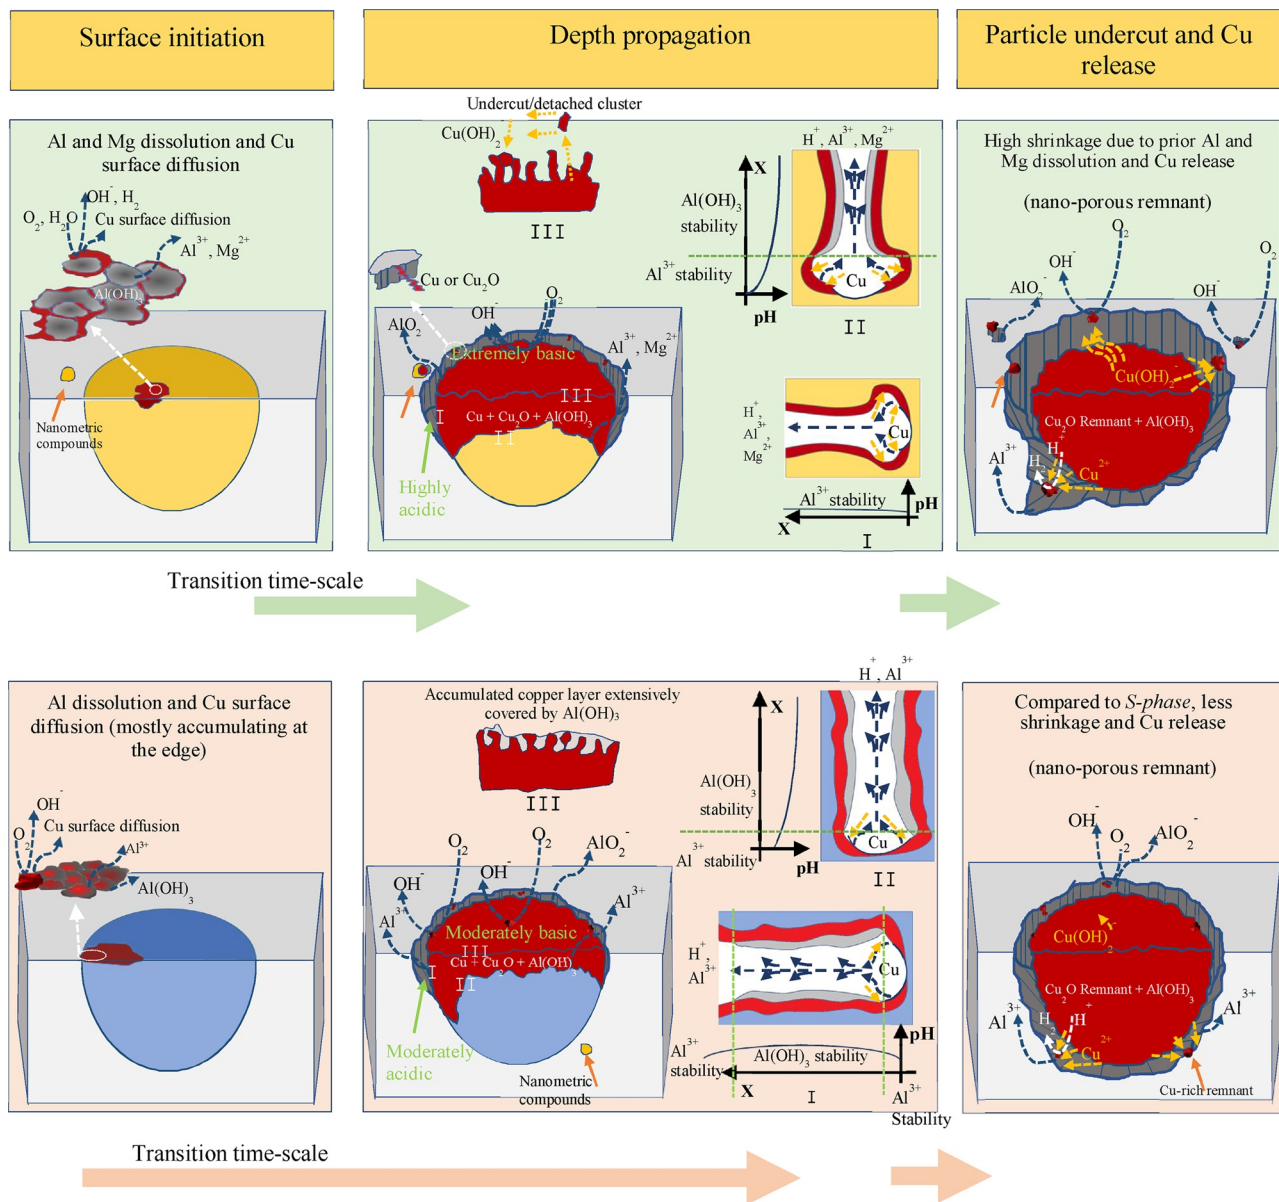 Surface initiation
Depth propagation
Particle undercut and Cu
release
Al and Mg dissolution and Cu
surface diffusion
OH⁻, H₂
O₂, H₂O
Cu surface diffusion
Al³⁺, Mg²⁺
Al(OH)₃
Nanometric
compounds
Undercut/detached cluster
Cu(OH)₂⁻
III
Cu or Cu₂O
O₂
OH⁻
AlO₂⁻
Extremely basic
Al³⁺, Mg²⁺
III
I
Cu + Cu₂O + Al(OH)₃
II
Highly
acidic
H⁺, Al³⁺, Mg²⁺
X
Al(OH)₃
stability
Al³⁺ stability
pH
Cu
II
H⁺,
Al³⁺,
Mg²⁺
Cu
Al³⁺ stability
pH
X
I
High shrinkage due to prior Al and
Mg dissolution and Cu release
(nano-porous remnant)
O₂
O₂
OH⁻
OH⁻
AlO₂⁻
Cu(OH)₂⁻
Cu₂O Remnant + Al(OH)₃
H⁺
H₂
Al³⁺
Cu²⁺
Transition time-scale
Al dissolution and Cu surface
diffusion (mostly accumulating at
the edge)
OH⁻
O₂
Cu surface diffusion
Al³⁺
Al(OH)₃
Accumulated copper layer extensively
covered by Al(OH)₃
III
O₂
O₂
AlO₂⁻
OH⁻
OH⁻
Al³⁺
Al³⁺
Moderately basic
III
Cu + Cu₂O + Al(OH)₃
I
II
Moderately
acidic
Nanometric
compounds
H⁺, Al³⁺
X
Al(OH)₃
stability
Al³⁺ stability
pH
Cu
II
H⁺,
Al³⁺
Cu
pH
Al³⁺
stability
Al(OH)₃ stability
X
I
Al³⁺
Stability
Compared to S-phase, less
shrinkage and Cu release
(nano-porous remnant)
OH⁻
O₂
AlO₂⁻
Cu(OH)₂⁻
Cu₂O Remnant + Al(OH)₃
H₂
H⁺
Al³⁺
Al³⁺
Cu²⁺
Cu-rich remnant
Transition time-scale